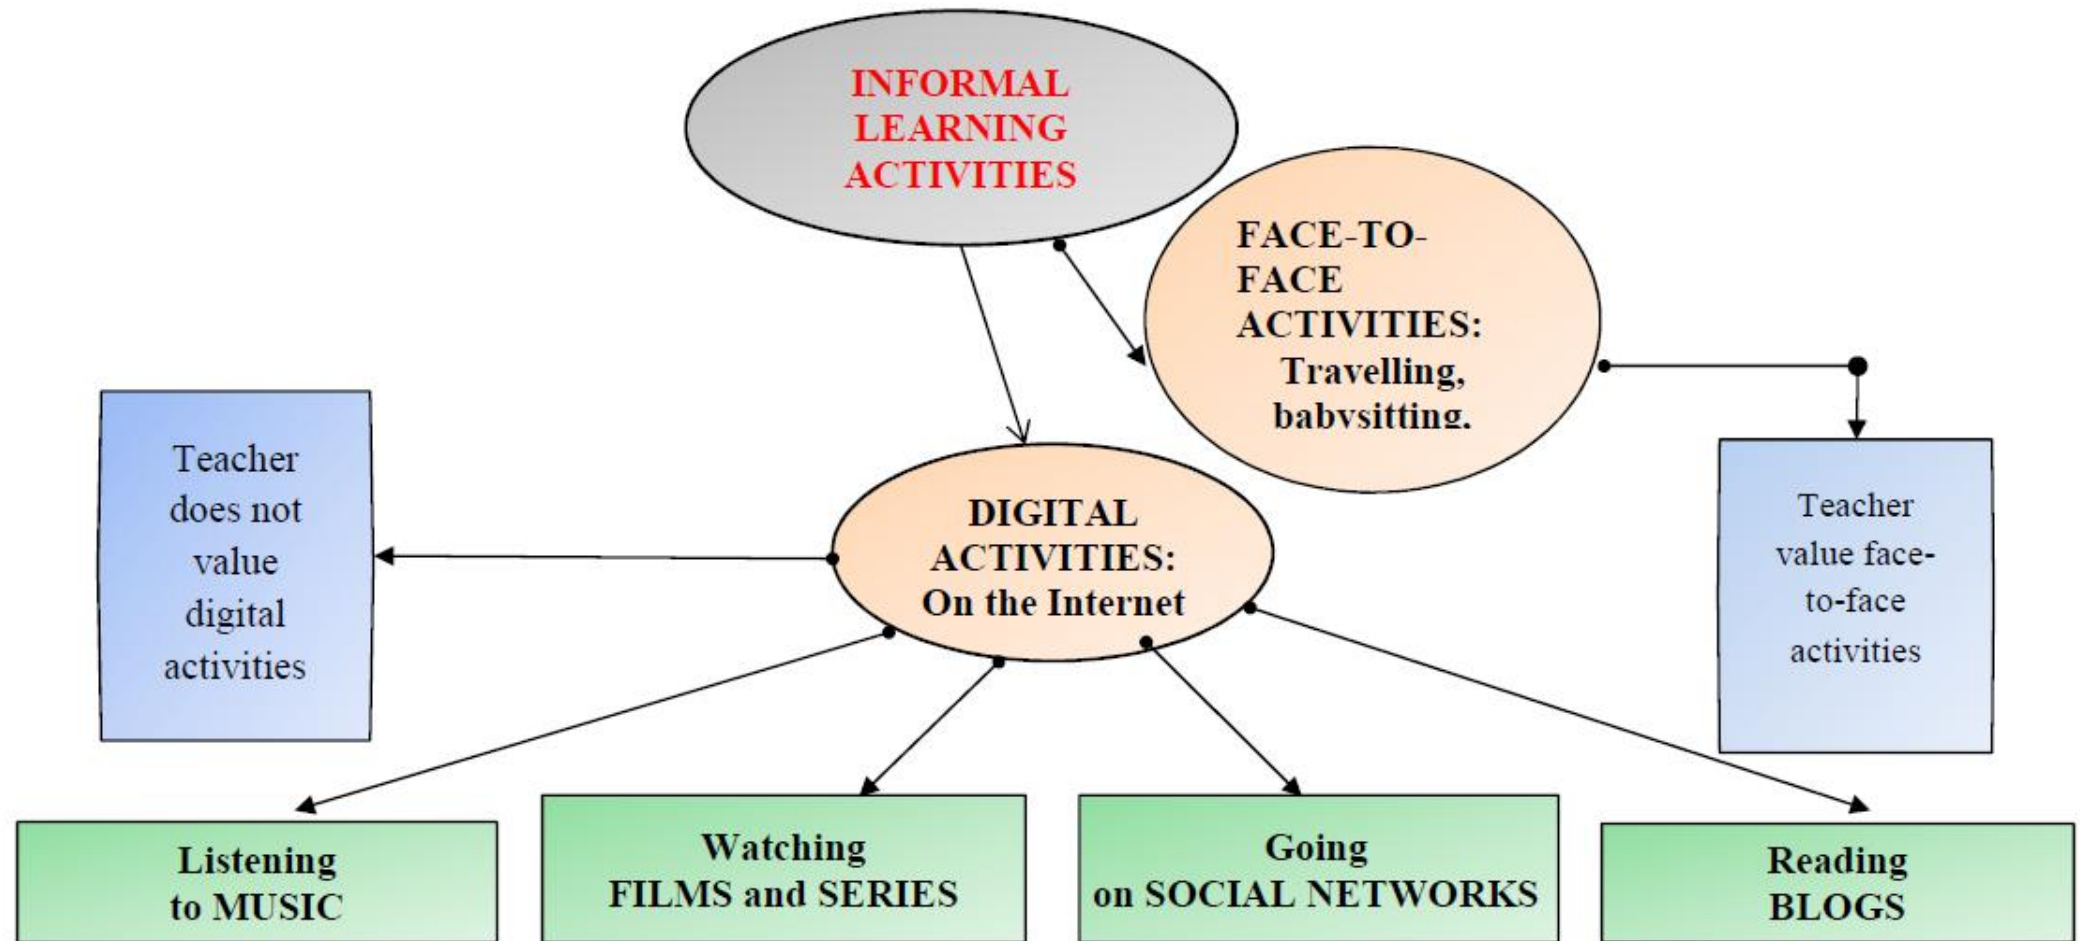 INFORMAL
LEARNING
ACTIVITIES
FACE-TO-
FACE
ACTIVITIES:
Travelling,
babysitting,
Teacher
does not
value
digital
activities
DIGITAL
ACTIVITIES:
On the Internet
Teacher
value face-
to-face
activities
Listening
to MUSIC
Watching
FILMS and SERIES
Going
on SOCIAL NETWORKS
Reading
BLOGS